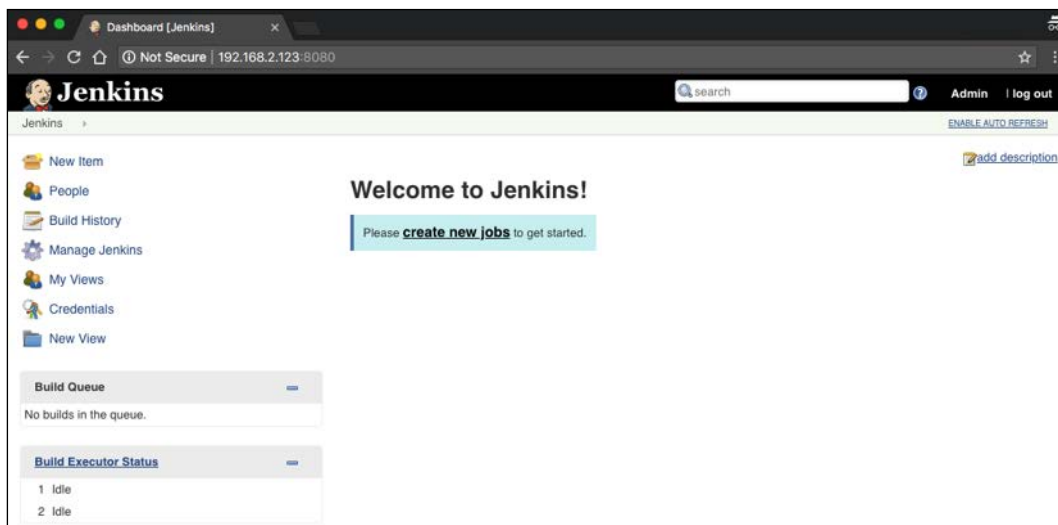 Dashboard [Jenkins]
Not Secure | 192.168.2.123:8080
Jenkins
search
Admin | log out
Jenkins
ENABLE AUTO REFRESH
add description
New Item
People
Build History
Manage Jenkins
My Views
Credentials
New View
Welcome to Jenkins!
Please create new jobs to get started.
Build Queue
No builds in the queue.
Build Executor Status
1 Idle
2 Idle